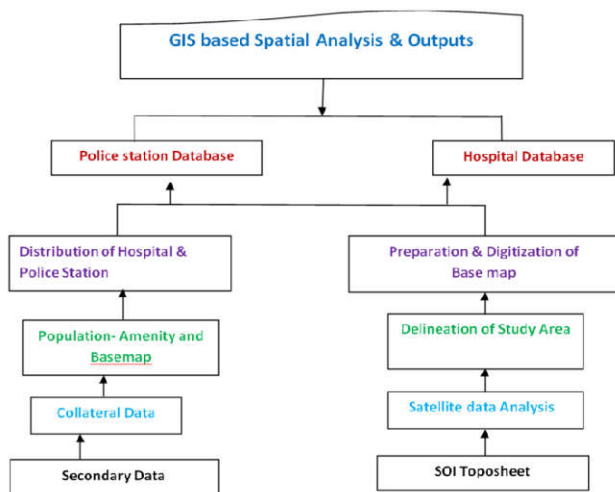 GIS based Spatial Analysis & Outputs
Police station Database
Hospital Database
Distribution of Hospital &
Police Station
Preparation & Digitization of
Base map
Population- Amenity and
Basemap
Delineation of Study Area
Collateral Data
Satellite data Analysis
Secondary Data
SOI Toposheet